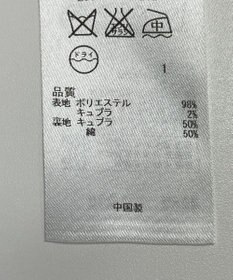 中
ドライ
1
品質
表地 ポリエステル 98%
キュプラ 2%
裏地 キュプラ 50%
綿 50%
中国製